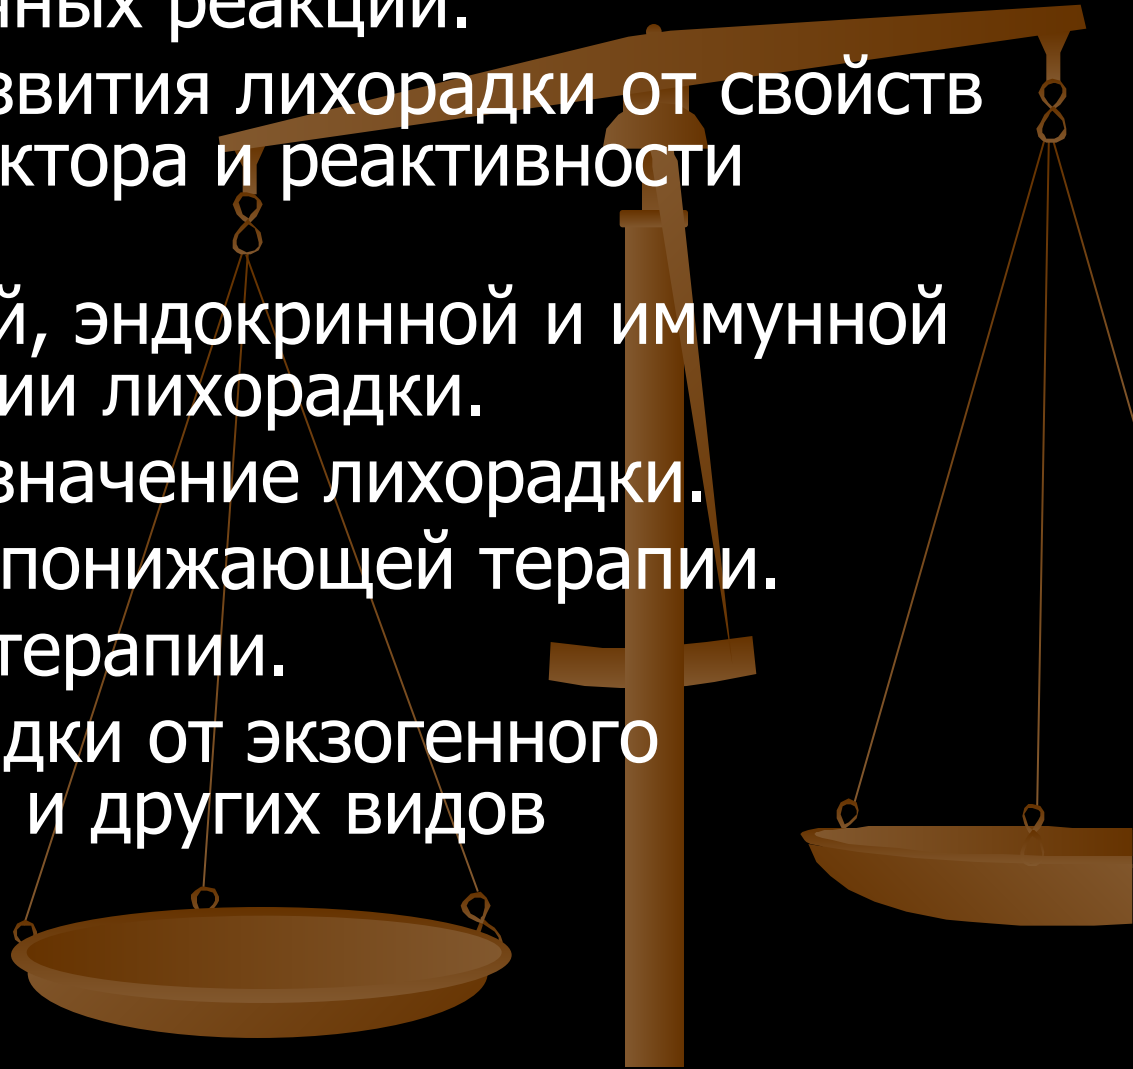 нных реакций.
звития лихорадки от свойств
ктора и реактивности
й, эндокринной и иммунной
ии лихорадки.
значение лихорадки.
понижающей терапии.
терапии.
дки от экзогенного
и других видов